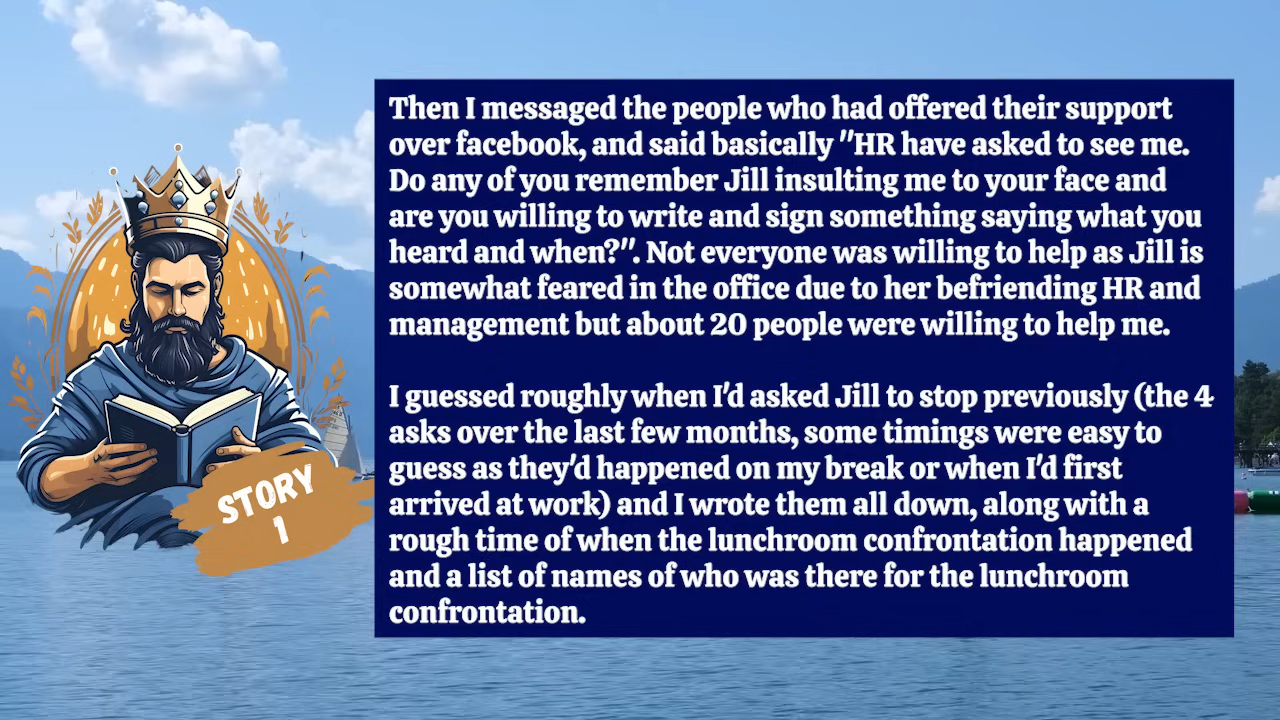 Then I messaged the people who had offered their support
over facebook, and said basically "HR have asked to see me.
Do any of you remember Jill insulting me to your face and
are you willing to write and sign something saying what you
heard and when?". Not everyone was willing to help as Jill is
somewhat feared in the office due to her befriending HR and
management but about 20 people were willing to help me.
I guessed roughly when I'd asked Jill to stop previously (the 4
asks over the last few months, some timings were easy to
guess as they'd happened on my break or when I'd first
arrived at work) and I wrote them all down, along with a
rough time of when the lunchroom confrontation happened
and a list of names of who was there for the lunchroom
confrontation.
STORY
1